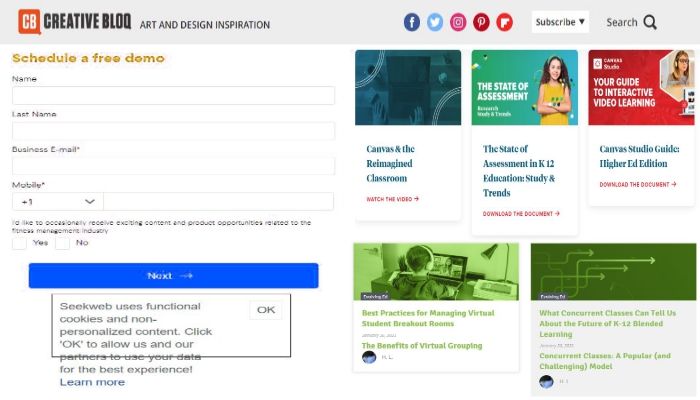 CB CREATIVE BLOQ ART AND DESIGN INSPIRATION
Subscribe ▼
Search
Schedule a free demo
Name
Last Name
Business E-mail*
Mobile*
+1
I'd like to occasionally receive exciting content and product opportunities related to the
fitness management industry
Yes No
Next →
Seekweb uses functional
cookies and non-
personalized content. Click
'OK' to allow us and our
partners to use your data
for the best experience!
Learn more
OK
Canvas & the
Reimagined
Classroom
WATCH THE VIDEO →
THE STATE OF
ASSESSMENT
Research
Study & Trends
The State of
Assessment in K 12
Education: Study &
Trends
DOWNLOAD THE DOCUMENT →
CANVAS
Studio
YOUR GUIDE
TO INTERACTIVE
VIDEO LEARNING
Canvas Studio Guide:
Higher Ed Edition
DOWNLOAD THE DOCUMENT →
Evolving Ed
Best Practices for Managing Virtual
Student Breakout Rooms
The Benefits of Virtual Grouping
H. L.
Evolving Ed
What Concurrent Classes Can Tell Us
About the Future of K-12 Blended
Learning
Concurrent Classes: A Popular (and
Challenging) Model